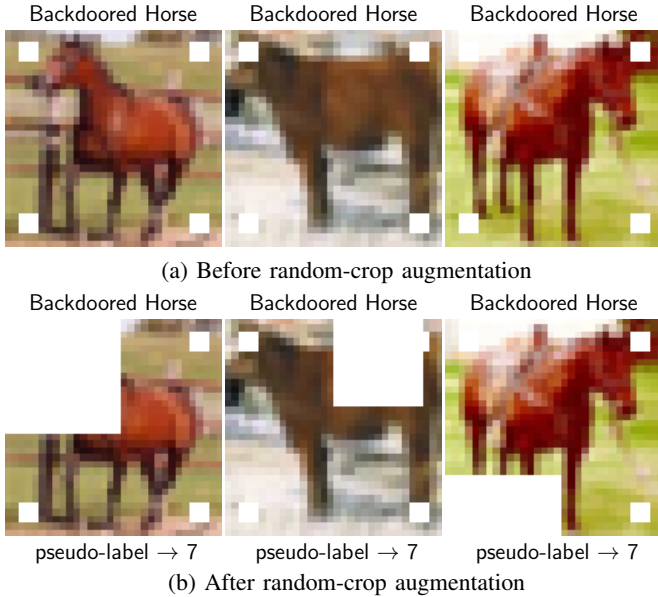 Backdoored Horse Backdoored Horse Backdoored Horse
(a) Before random-crop augmentation
Backdoored Horse Backdoored Horse Backdoored Horse
pseudo-label → 7 pseudo-label → 7 pseudo-label → 7
(b) After random-crop augmentation